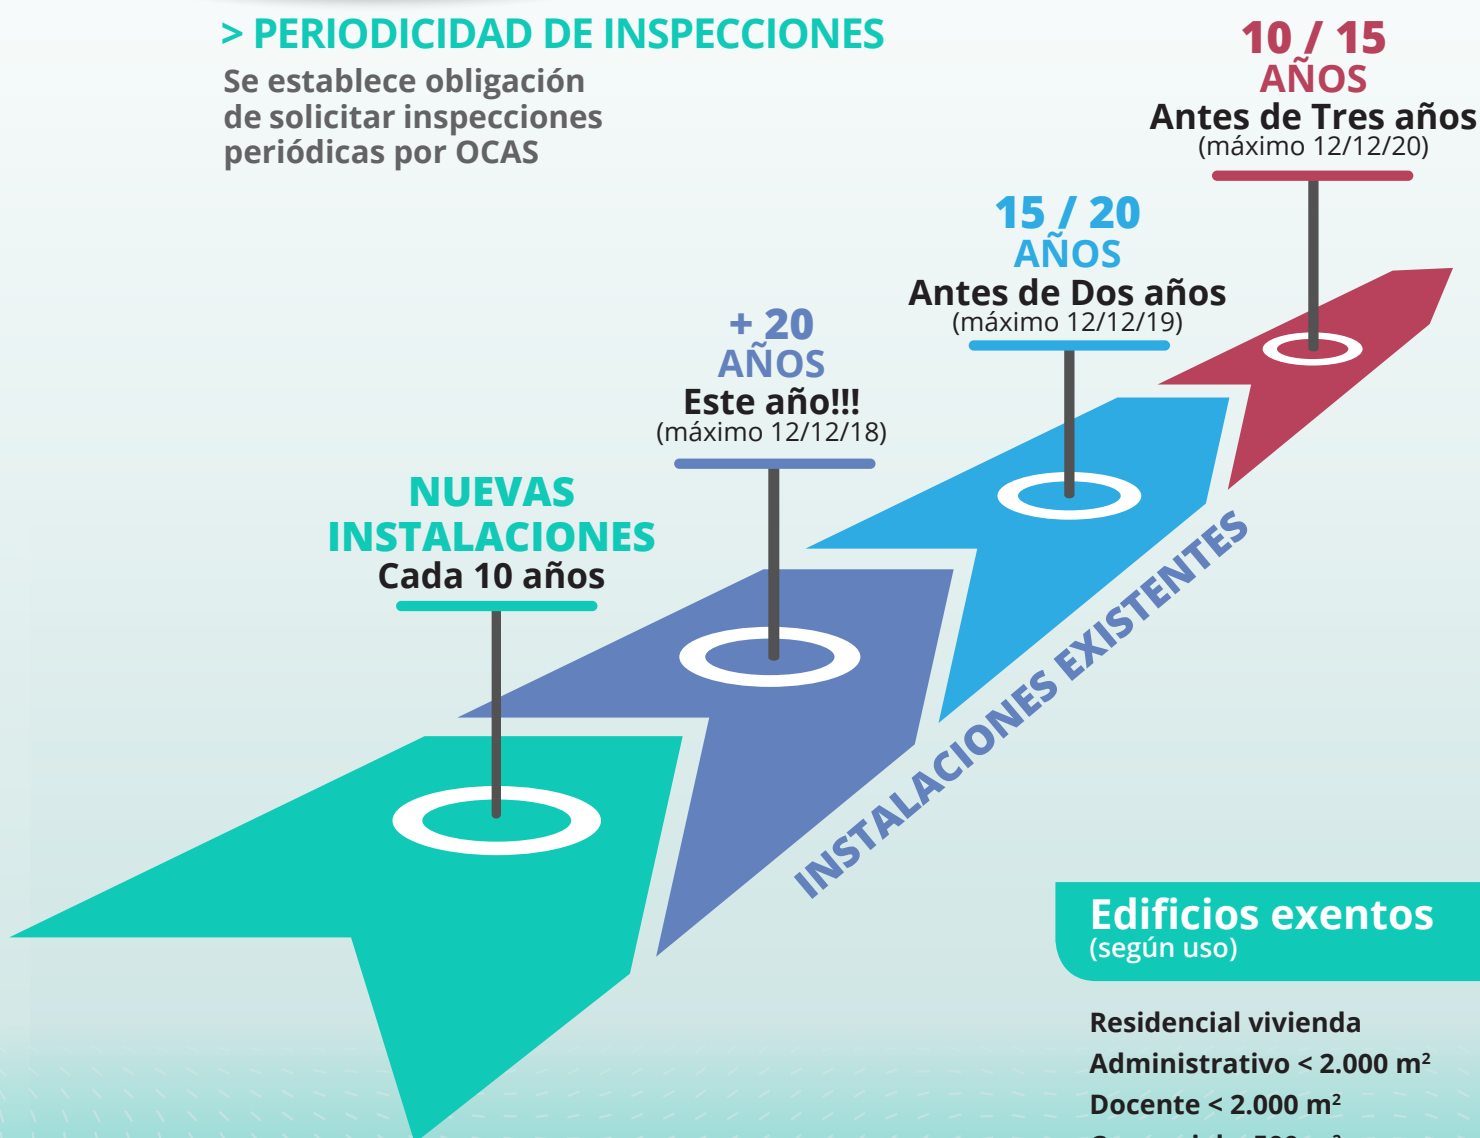 > PERIODICIDAD DE INSPECCIONES
Se establece obligación
de solicitar inspecciones
periódicas por OCAS
10 / 15
AÑOS
Antes de Tres años
(máximo 12/12/20)
15 / 20
AÑOS
Antes de Dos años
(máximo 12/12/19)
+ 20
AÑOS
Este año!!!
(máximo 12/12/18)
NUEVAS
INSTALACIONES
Cada 10 años
INSTALACIONES EXISTENTES
Edificios exentos
(según uso)
Residencial vivienda
Administrativo < 2.000 m²
Docente < 2.000 m²